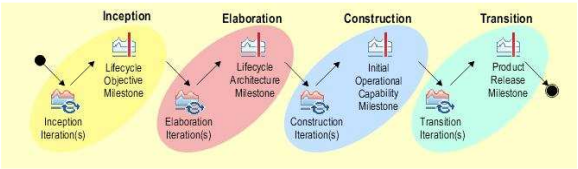 Inception
Elaboration
Construction
Transition
Lifecycle
Objective
Milestone
Lifecycle
Architecture
Milestone
Initial
Operational
Capability
Milestone
Product
Release
Milestone
Inception
Iteration(s)
Elaboration
Iteration(s)
Construction
Iteration(s)
Transition
Iteration(s)